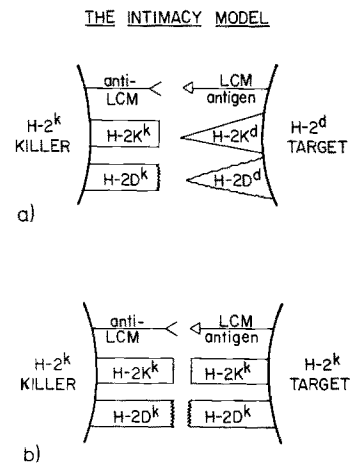 THE INTIMACY MODEL
anti-
LCM
LCM
antigen
H-2k
KILLER
H-2Kk
H-2Kd
H-2d
TARGET
H-2Dk
H-2Dd
a)
anti-
LCM
LCM
antigen
H-2k
KILLER
H-2Kk
H-2Kk
H-2k
TARGET
H-2Dk
H-2Dk
b)